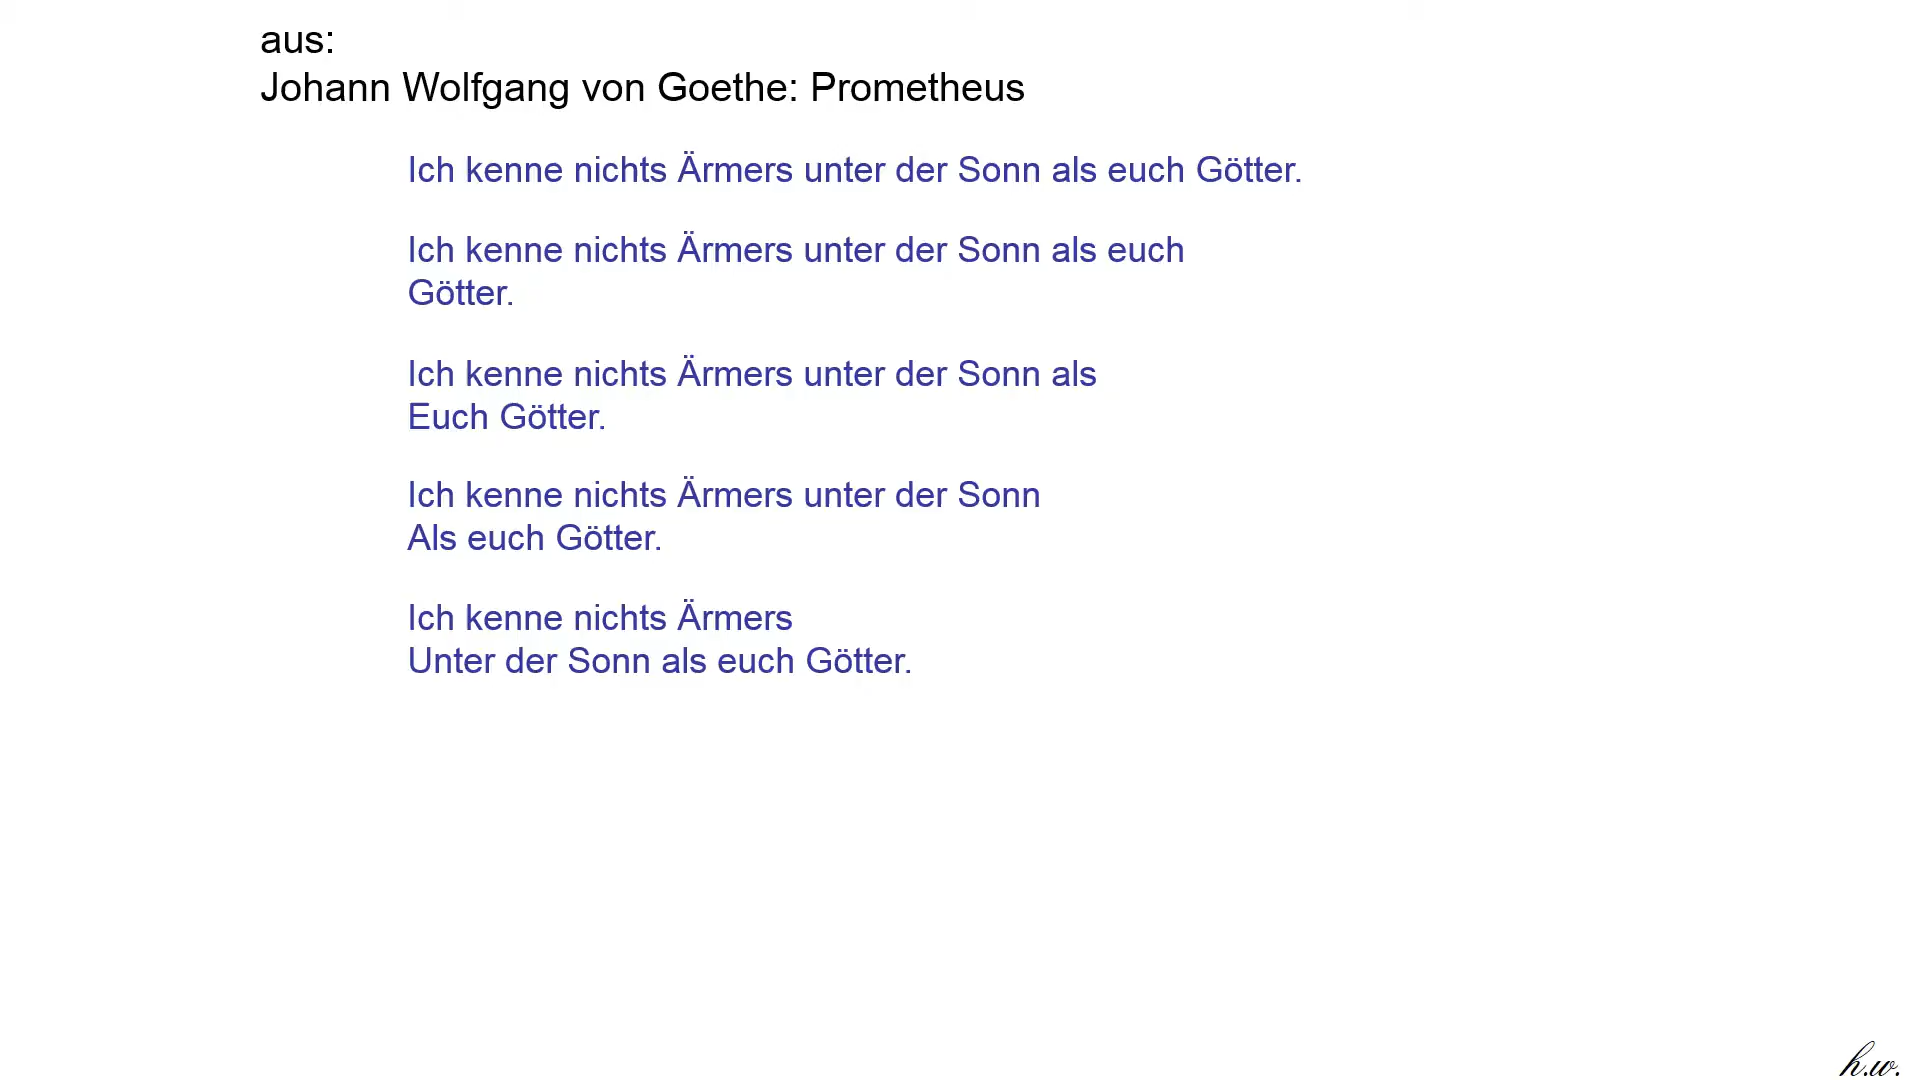 aus:
Johann Wolfgang von Goethe: Prometheus
Ich kenne nichts Ärmers unter der Sonn als euch Götter.
Ich kenne nichts Ärmers unter der Sonn als euch
Götter.
Ich kenne nichts Ärmers unter der Sonn als
Euch Götter.
Ich kenne nichts Ärmers unter der Sonn
Als euch Götter.
Ich kenne nichts Ärmers
Unter der Sonn als euch Götter.
h.w.